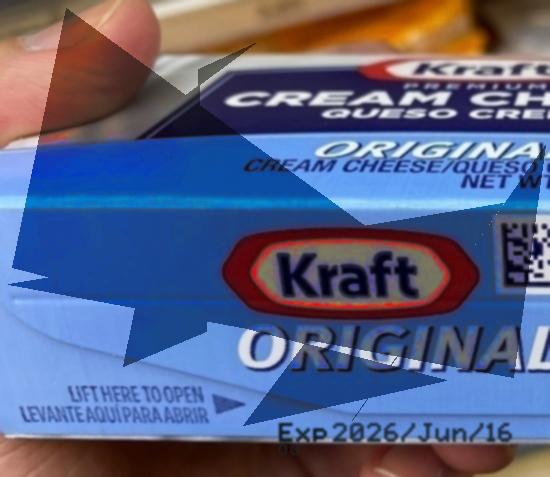 Kraft
PREMIUM
CREAM CH
QUESO CRE
ORIGINA
CREAM CHEESE/QUESO
NET WT
Kraft
ORIGINAL
LIFT HERE TO OPEN
LEVANTE AQUÍ PARA ABRIR
Exp 2026/Jun/16